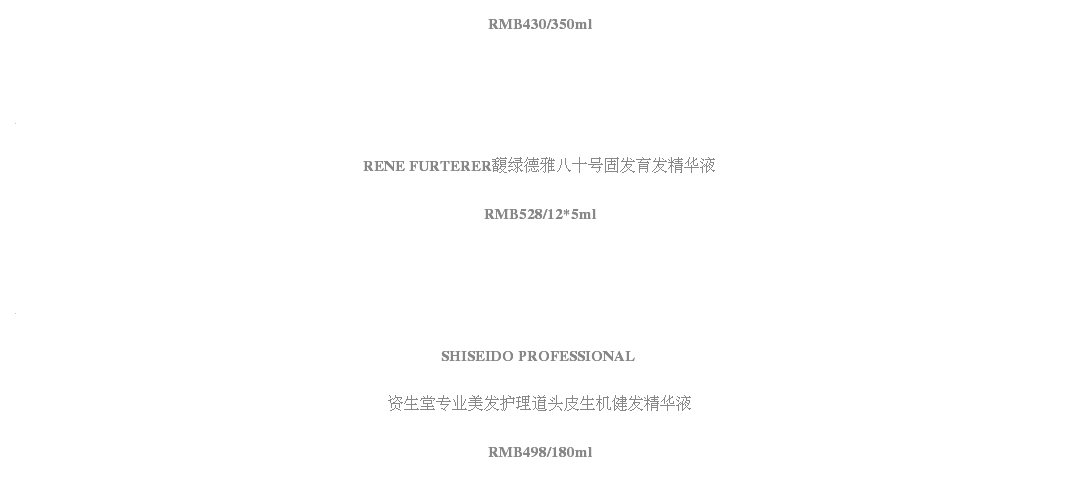 RMB430/350ml
RENE FURTERER馥绿德雅八十号固发育发精华液
RMB528/12*5ml
SHISEIDO PROFESSIONAL
资生堂专业美发护理道头皮生机健发精华液
RMB498/180ml